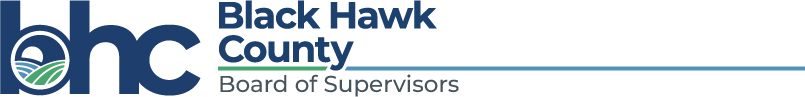 bhc
Black Hawk
County
Board of Supervisors